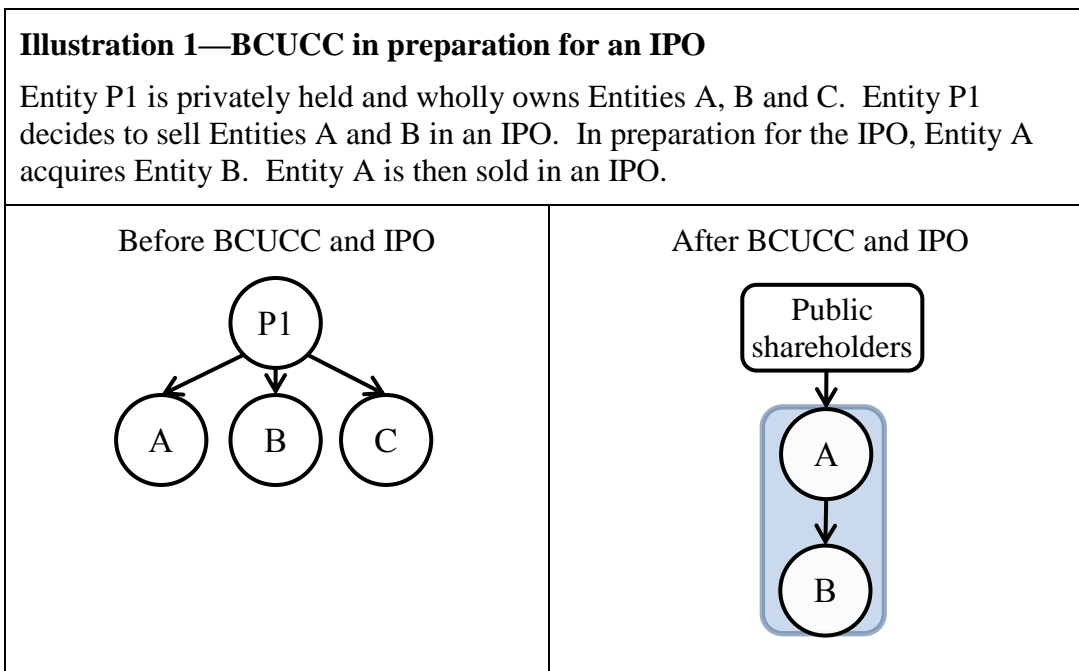 Illustration 1—BCUCC in preparation for an IPO
Entity P1 is privately held and wholly owns Entities A, B and C. Entity P1
decides to sell Entities A and B in an IPO. In preparation for the IPO, Entity A
acquires Entity B. Entity A is then sold in an IPO.
Before BCUCC and IPO
P1
A
B
C
After BCUCC and IPO
Public
shareholders
A
B